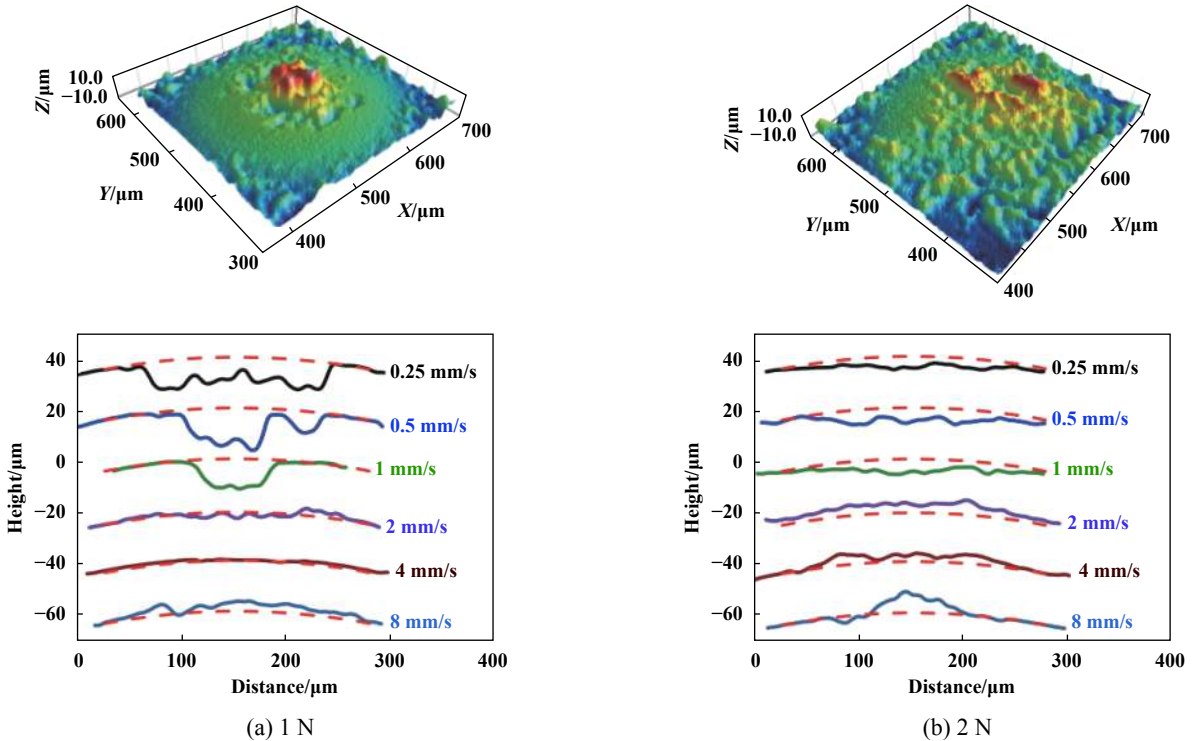 10.0
−10.0
Z/µm
600
500
400
300
Y/µm
400
500
600
700
X/µm
10.0
−10.0
Z/µm
600
500
400
Y/µm
400
500
600
700
X/µm
40
20
0
−20
−40
−60
Height/µm
0.25 mm/s
0.5 mm/s
1 mm/s
2 mm/s
4 mm/s
8 mm/s
0 100 200 300 400
Distance/µm
(a) 1 N
40
20
0
−20
−40
−60
Height/µm
0.25 mm/s
0.5 mm/s
1 mm/s
2 mm/s
4 mm/s
8 mm/s
0 100 200 300 400
Distance/µm
(b) 2 N